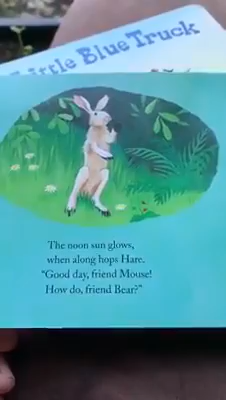 Little Blue Truck
The noon sun glows,
when along hops Hare.
"Good day, friend Mouse!
How do, friend Bear?"